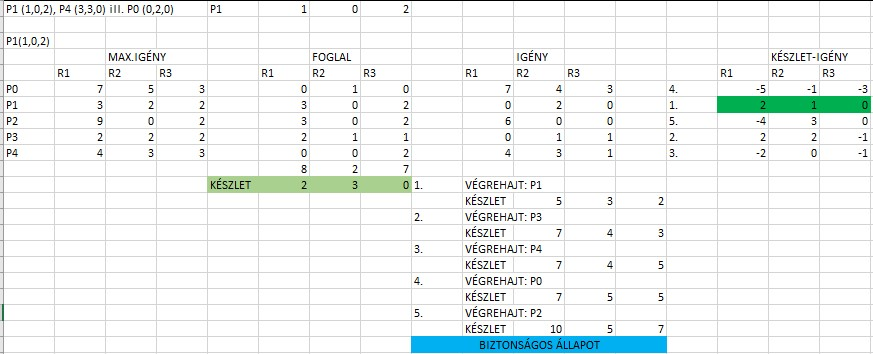 P1 (1,0,2), P4 (3,3,0) ill. P0 (0,2,0) P1 1 0 2
P1(1,0,2)
MAX.IGÉNY FOGLAL IGÉNY KÉSZLET-IGÉNY
R1 R2 R3 R1 R2 R3 R1 R2 R3 R1 R2 R3
P0 7 5 3 0 1 0 7 4 3 4. -5 -1 -3
P1 3 2 2 3 0 2 0 2 0 1. 2 1 0
P2 9 0 2 3 0 2 6 0 0 5. -4 3 0
P3 2 2 2 2 1 1 0 1 1 2. 2 2 -1
P4 4 3 3 0 0 2 4 3 1 3. -2 0 -1
8 2 7
KÉSZLET 2 3 0 1. VÉGREHAJT: P1
KÉSZLET 5 3 2
2. VÉGREHAJT: P3
KÉSZLET 7 4 3
3. VÉGREHAJT: P4
KÉSZLET 7 4 5
4. VÉGREHAJT: P0
KÉSZLET 7 5 5
5. VÉGREHAJT: P2
KÉSZLET 10 5 7
BIZTONSÁGOS ÁLLAPOT